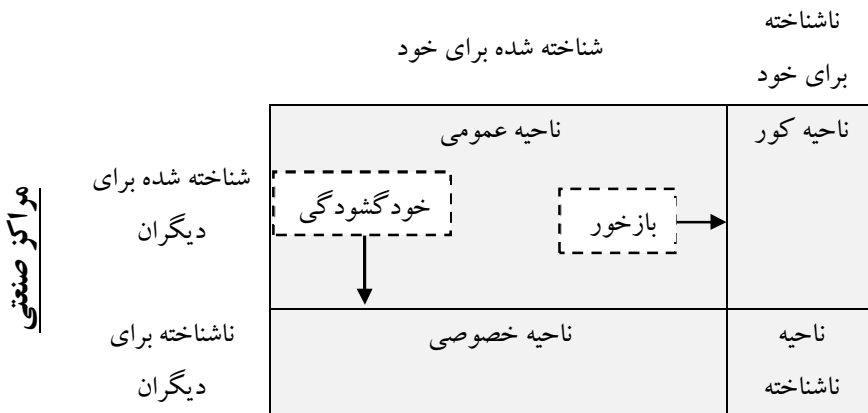 ناشناخته
برای خود
شناخته شده برای خود
ناحیه کور
ناحیه عمومی
شناخته شده برای
دیگران
خودگشودگی
بازخور
مراکز صنعتی
ناحیه
ناشناخته
ناحیه خصوصی
ناشناخته برای
دیگران